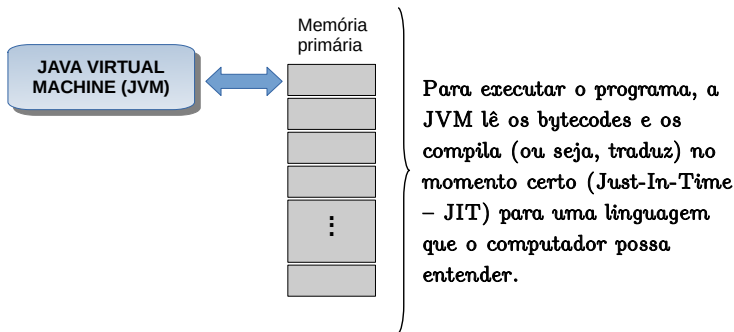 Memória
primária
JAVA VIRTUAL
MACHINE (JVM)
Para executar o programa, a
JVM lê os bytecodes e os
compila (ou seja, traduz) no
momento certo (Just-In-Time
– JIT) para uma linguagem
que o computador possa
entender.